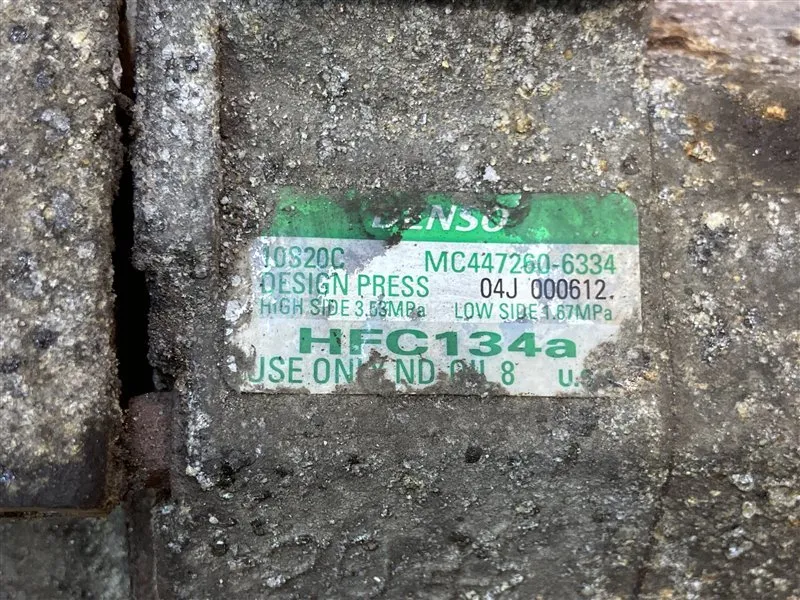 DENSO
10S20C MC447260-6334
DESIGN PRESS 04J 000612.
HIGH SIDE 3.53MPa LOW SIDE 1.67MPa
HFC134a
USE ONLY ND-OIL 8